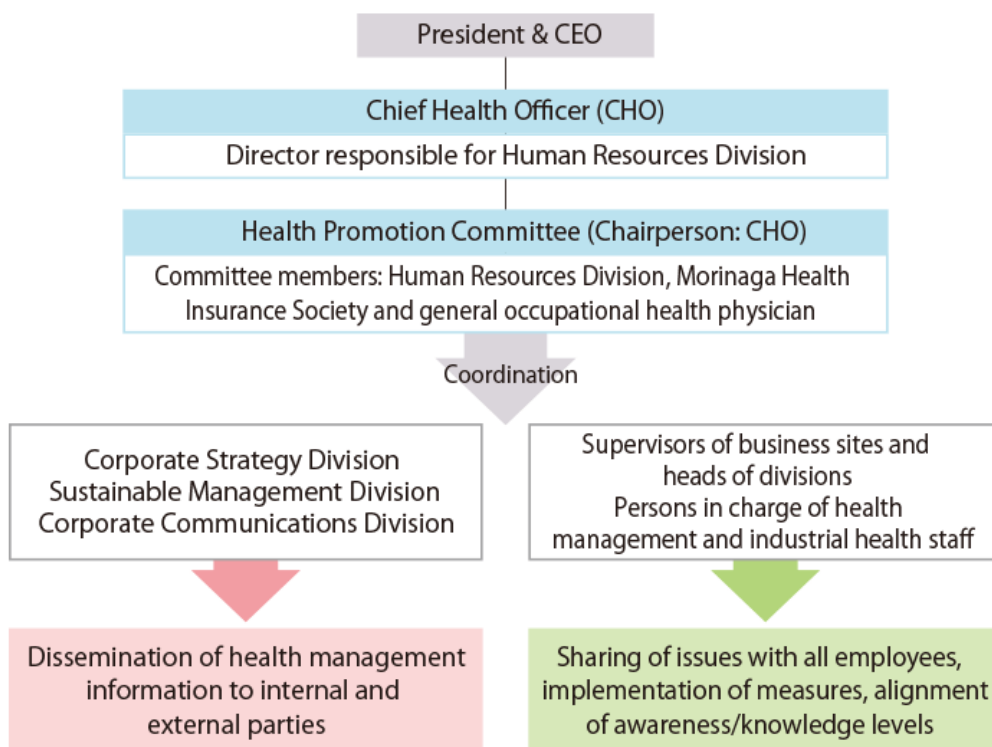 President & CEO
Chief Health Officer (CHO)
Director responsible for Human Resources Division
Health Promotion Committee (Chairperson: CHO)
Committee members: Human Resources Division, Morinaga Health
Insurance Society and general occupational health physician
Coordination
Corporate Strategy Division
Sustainable Management Division
Corporate Communications Division
Supervisors of business sites and
heads of divisions
Persons in charge of health
management and industrial health staff
Dissemination of health management
information to internal and
external parties
Sharing of issues with all employees,
implementation of measures, alignment
of awareness/knowledge levels